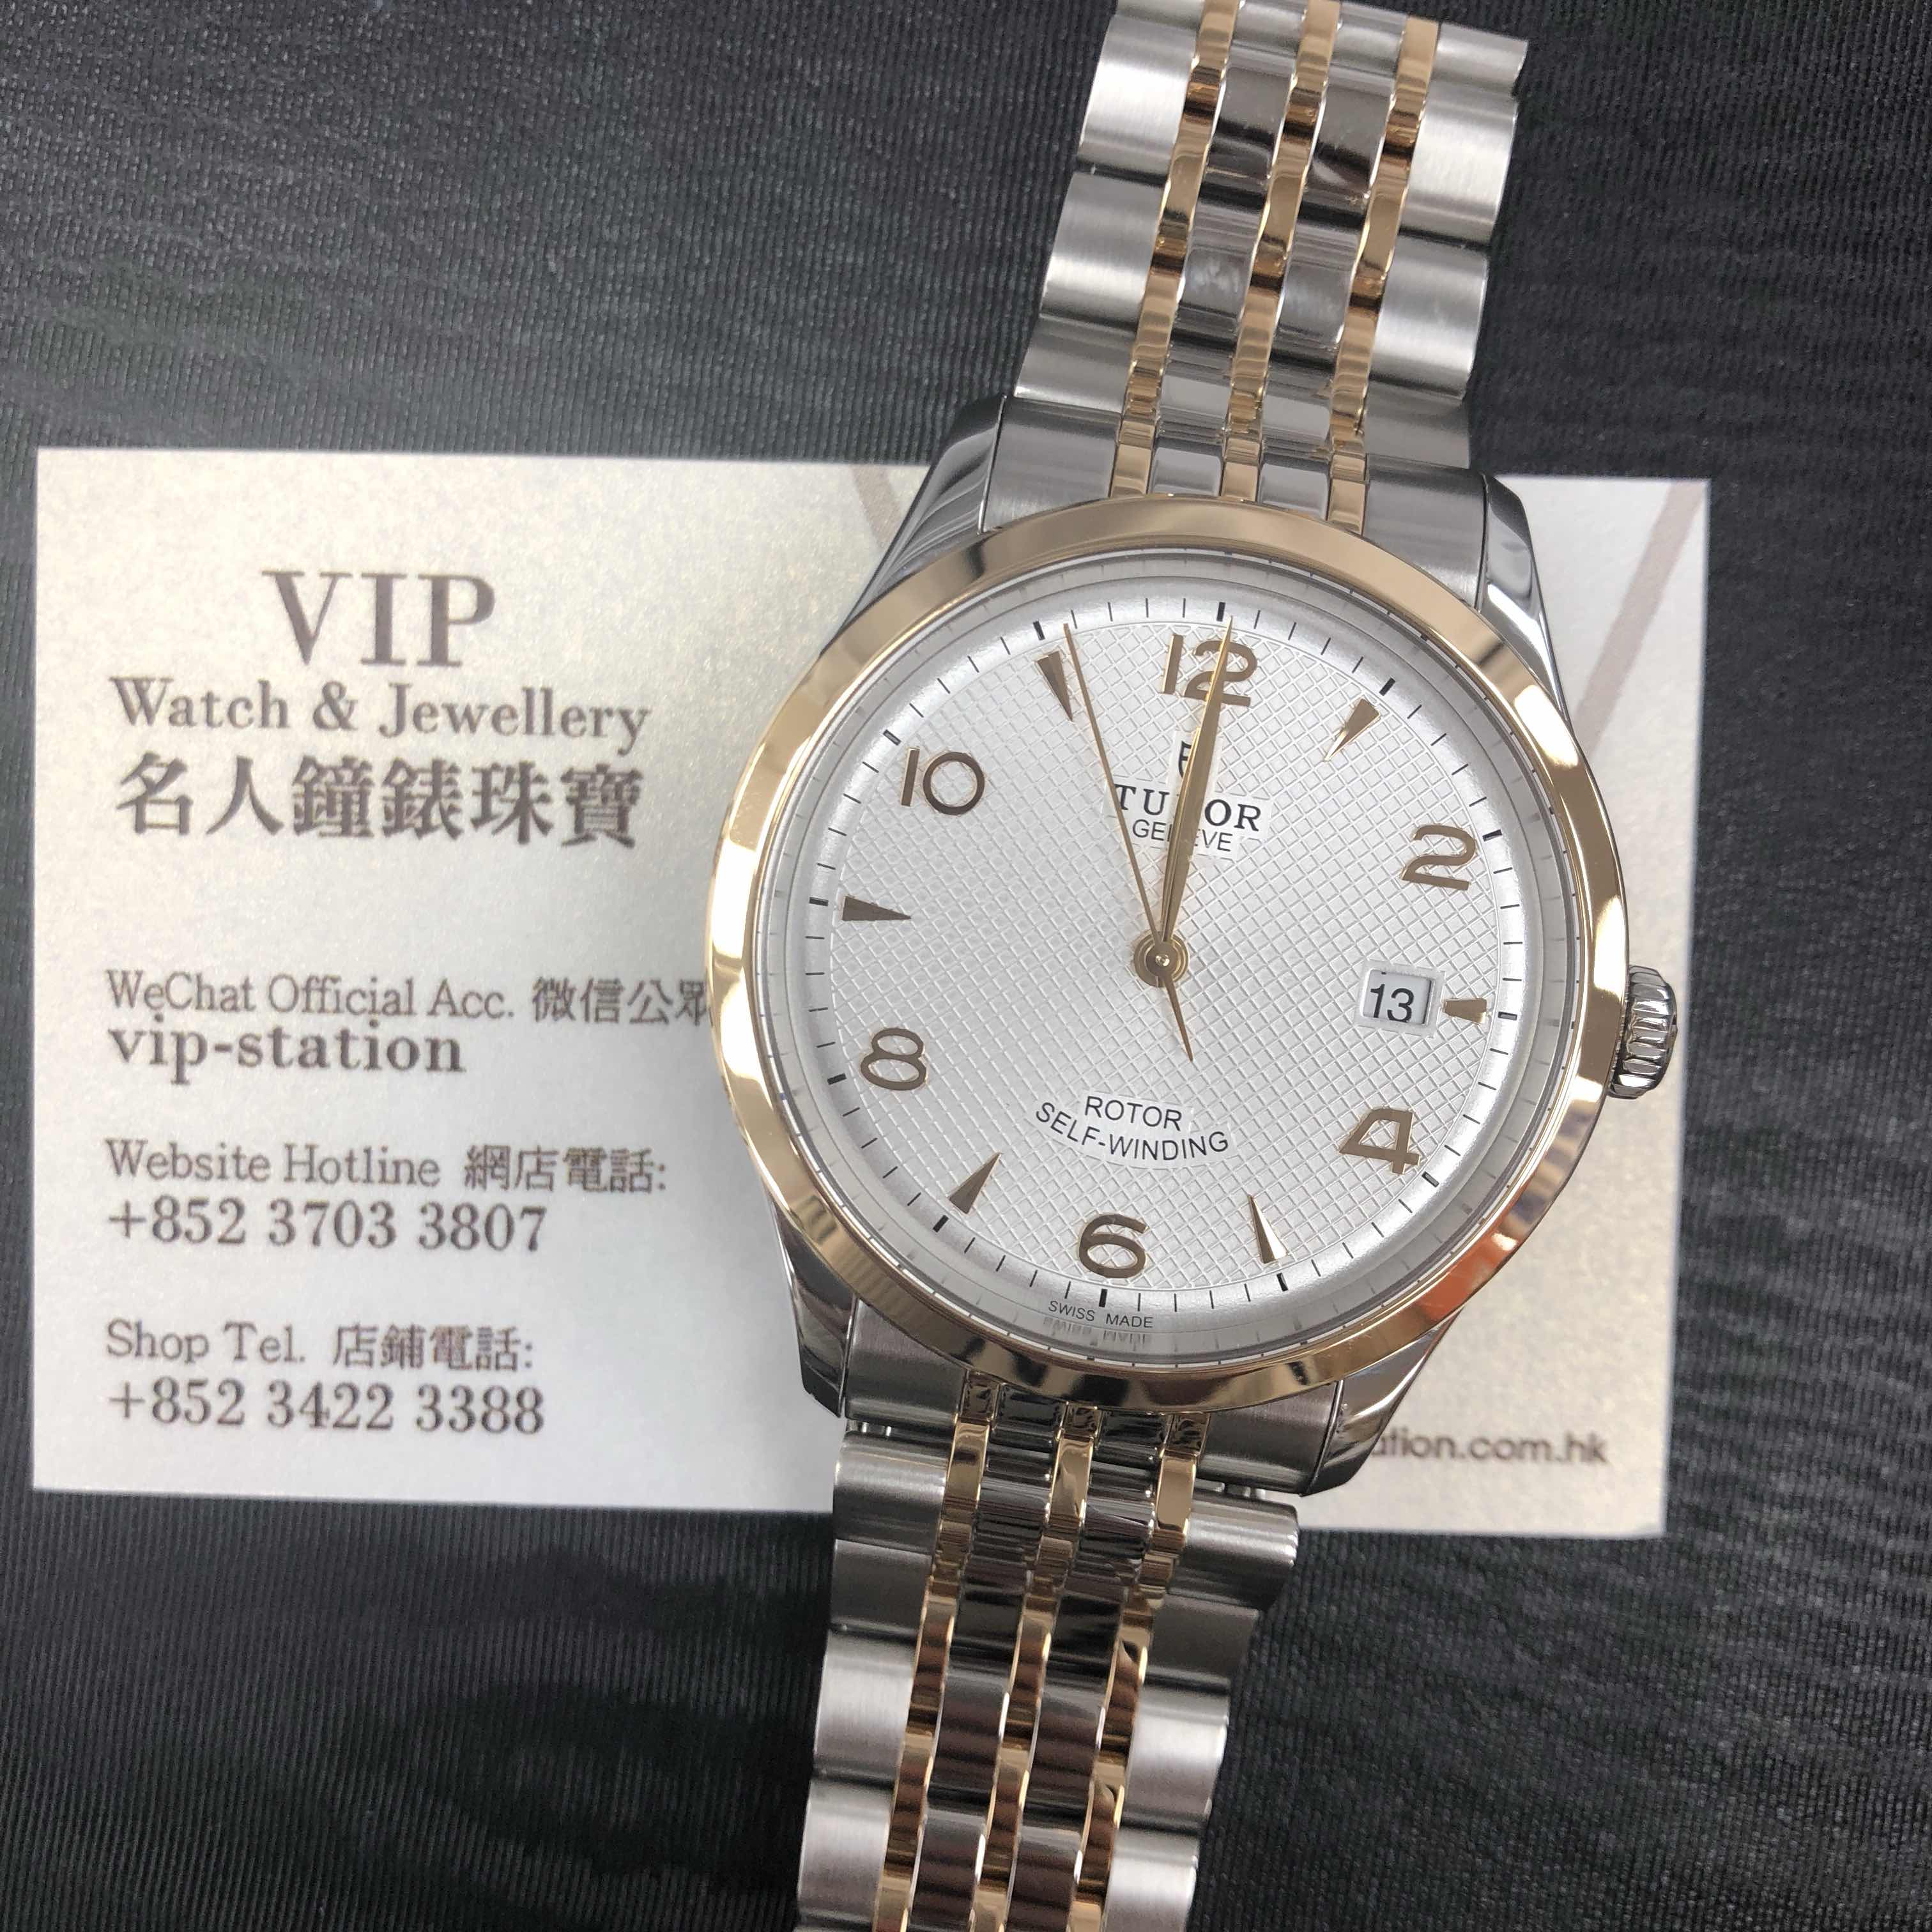 VIP
Watch & Jewellery
名人鐘錶珠寶
WeChat Official Acc. 微信公眾
vip-station
Website Hotline 網店電話:
+852 3703 3807
Shop Tel. 店鋪電話:
+852 3422 3388
ation.com.hk
12
10
2
8
4
6
TUDOR
GENEVE
13
ROTOR
SELF-WINDING
SWISS MADE